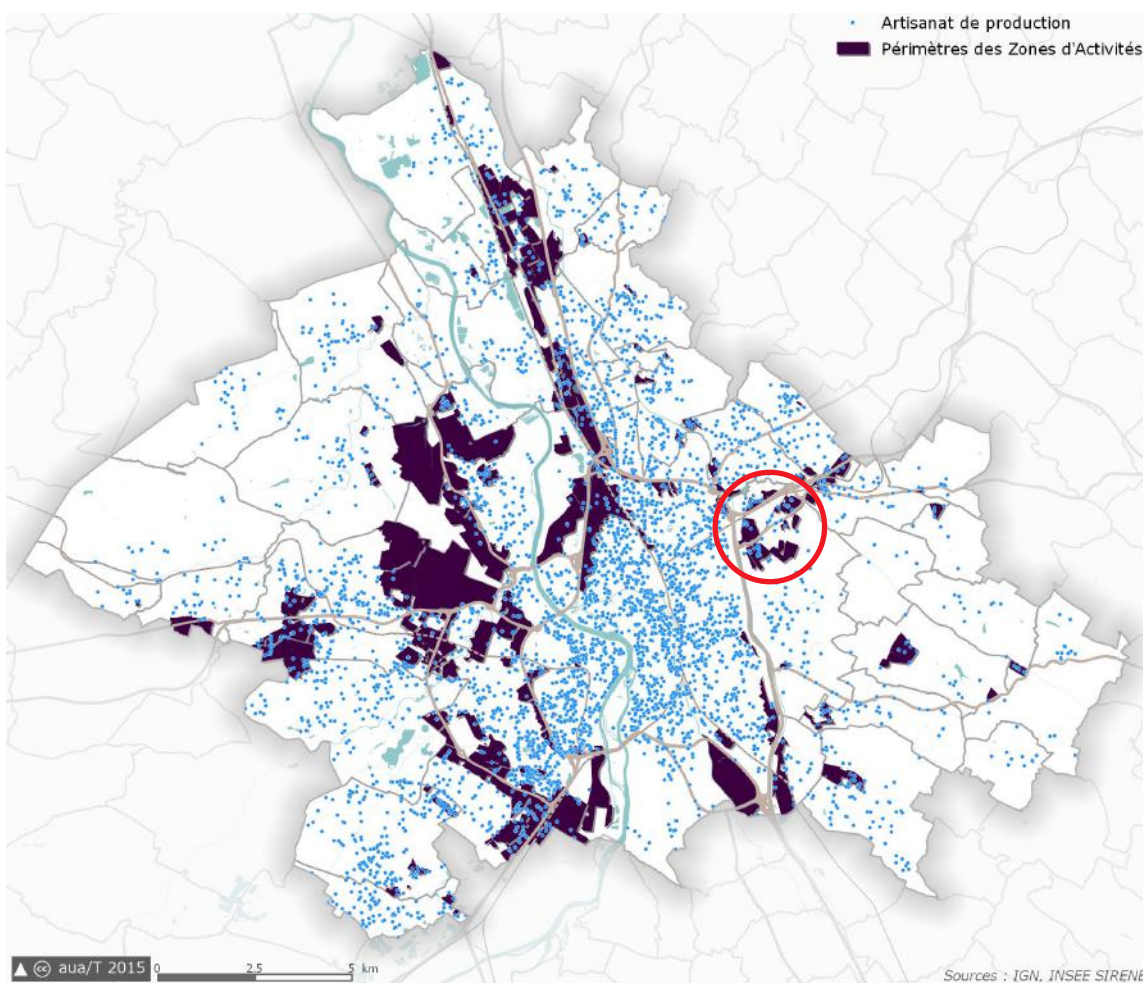 Artisanat de production
Périmètres des Zones d'Activités
aua/T 2015
0 2.5 5 km
Sources : IGN, INSEE SIRENE